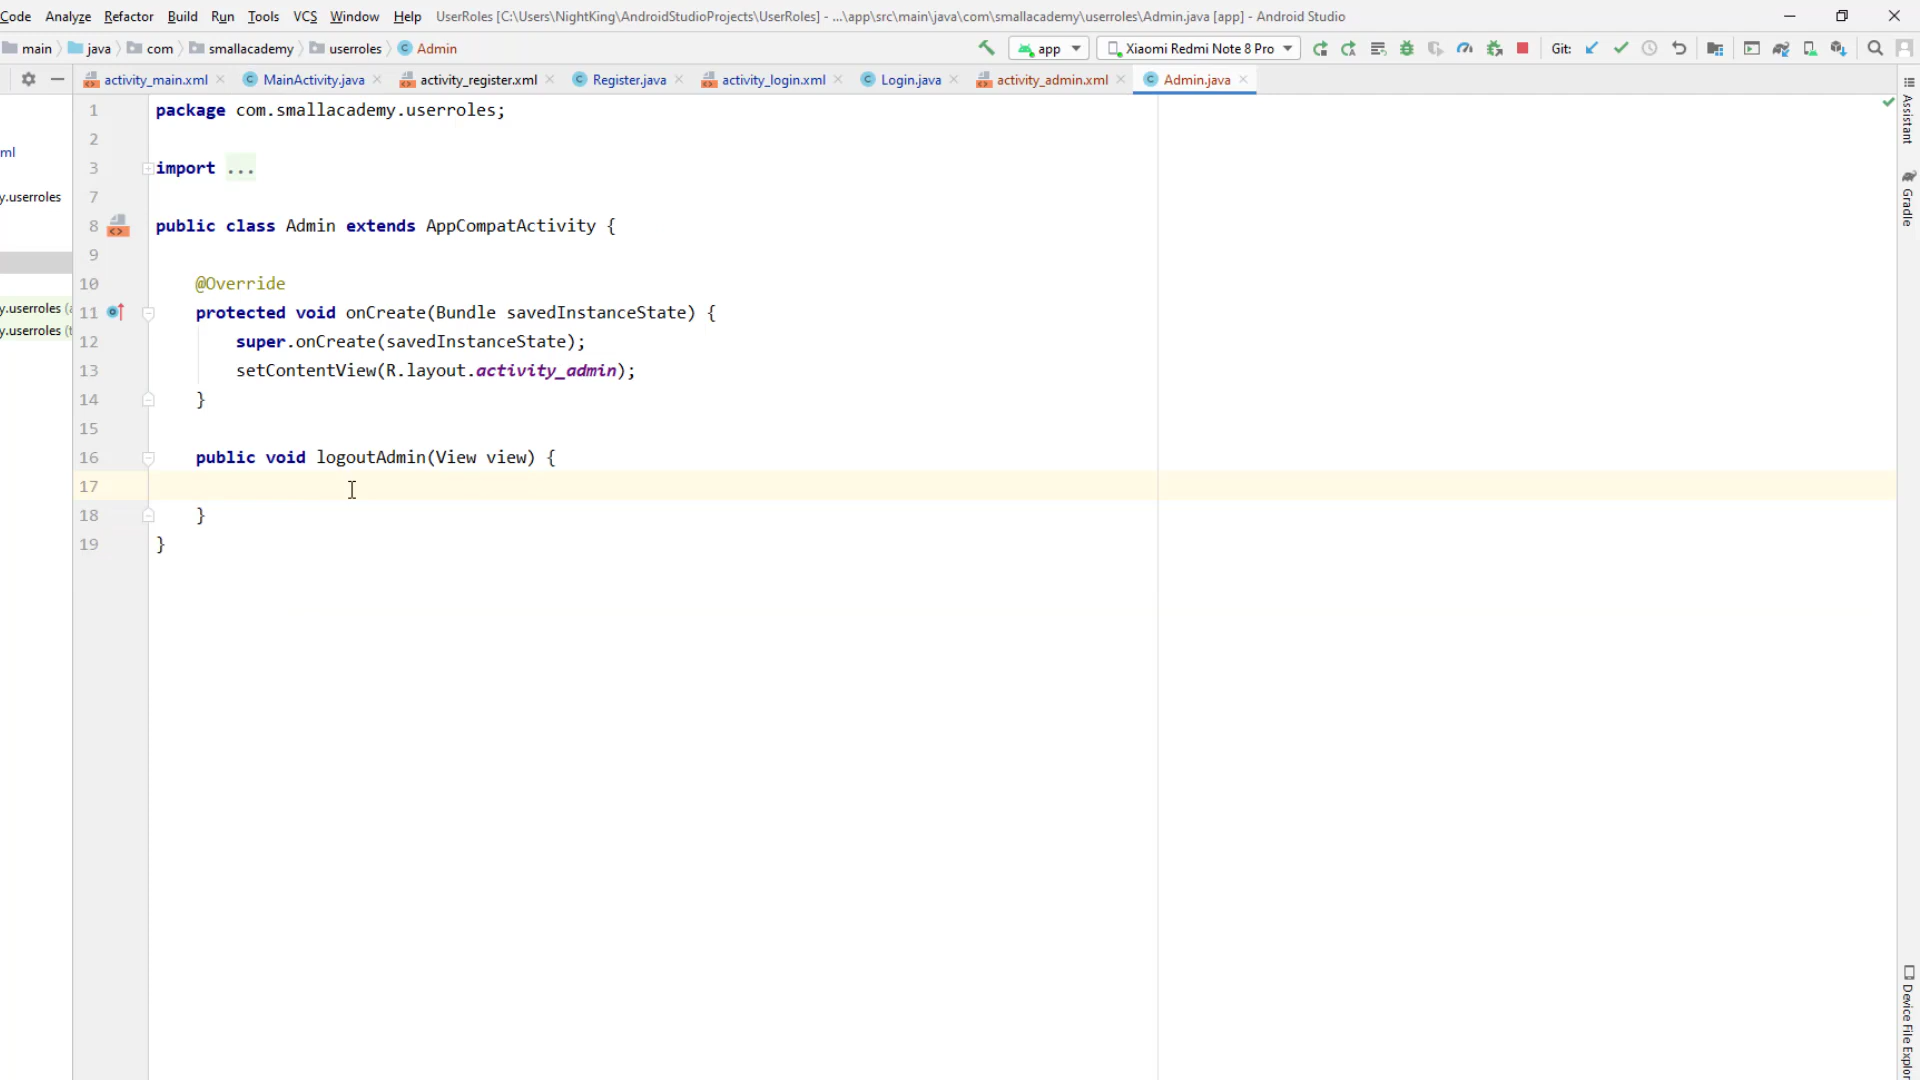 Code Analyze Refactor Build Run Tools VCS Window Help UserRoles [C:\Users\NightKing\AndroidStudioProjects\UserRoles] - ...\app\src\main\java\com\smallacademy\userroles\Admin.java [app] - Android Studio
main java com smallacademy userroles Admin app Xiaomi Redmi Note 8 Pro Git:
activity_main.xml MainActivity.java activity_register.xml Register.java activity_login.xml Login.java activity_admin.xml Admin.java
Assistant
Gradle
Device File Explor
ml
y.userroles
y.userroles (a
y.userroles (t
1 package com.smallacademy.userroles;
2
3 import ...
7
8 public class Admin extends AppCompatActivity {
9
10 @Override
11 protected void onCreate(Bundle savedInstanceState) {
12 super.onCreate(savedInstanceState);
13 setContentView(R.layout.activity_admin);
14 }
15
16 public void logoutAdmin(View view) {
17
18 }
19 }